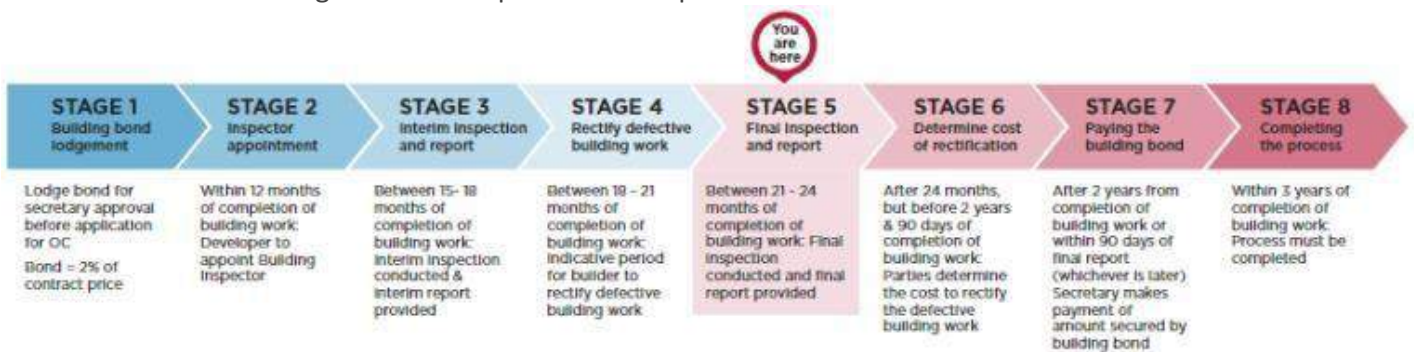 You
are
here
STAGE 1
Building bond
lodgement
Lodge bond for
secretary approval
before application
for OC
Bond = 2% of
contract price
STAGE 2
Inspector
appointment
Within 12 months
of completion of
building work:
Developer to
appoint Building
Inspector
STAGE 3
Interim inspection
and report
Between 15- 18
months of
completion of
building work:
Interim inspection
conducted &
interim report
provided
STAGE 4
Rectify defective
building work
Between 18 - 21
months of
completion of
building work:
indicative period
for builder to
rectify defective
building work
STAGE 5
Final inspection
and report
Between 21 - 24
months of
completion of
building work: Final
inspection
conducted and final
report provided
STAGE 6
Determine cost
of rectification
After 24 months,
but before 2 years
& 90 days of
completion of
building work:
Parties determine
the cost to rectify
the defective
building work
STAGE 7
Paying the
building bond
After 2 years from
completion of
building work or
within 90 days of
final report
(whichever is later)
Secretary makes
payment of
amount secured by
building bond
STAGE 8
Completing
the process
Within 3 years of
completion of
building work:
Process must be
completed